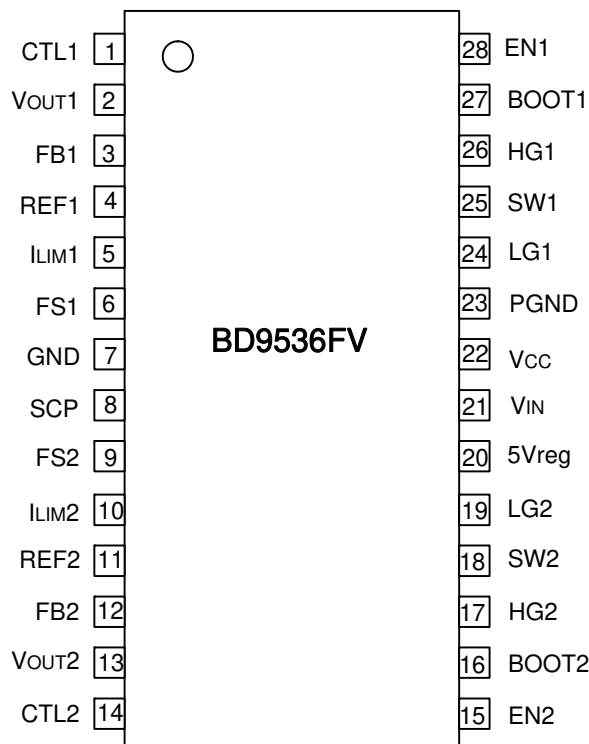 CTL1 1 28 EN1
VOUT1 2 27 BOOT1
FB1 3 26 HG1
REF1 4 25 SW1
ILIM1 5 24 LG1
FS1 6 23 PGND
BD9536FV
GND 7 22 VCC
SCP 8 21 VIN
FS2 9 20 5Vreg
ILIM2 10 19 LG2
REF2 11 18 SW2
FB2 12 17 HG2
VOUT2 13 16 BOOT2
CTL2 14 15 EN2